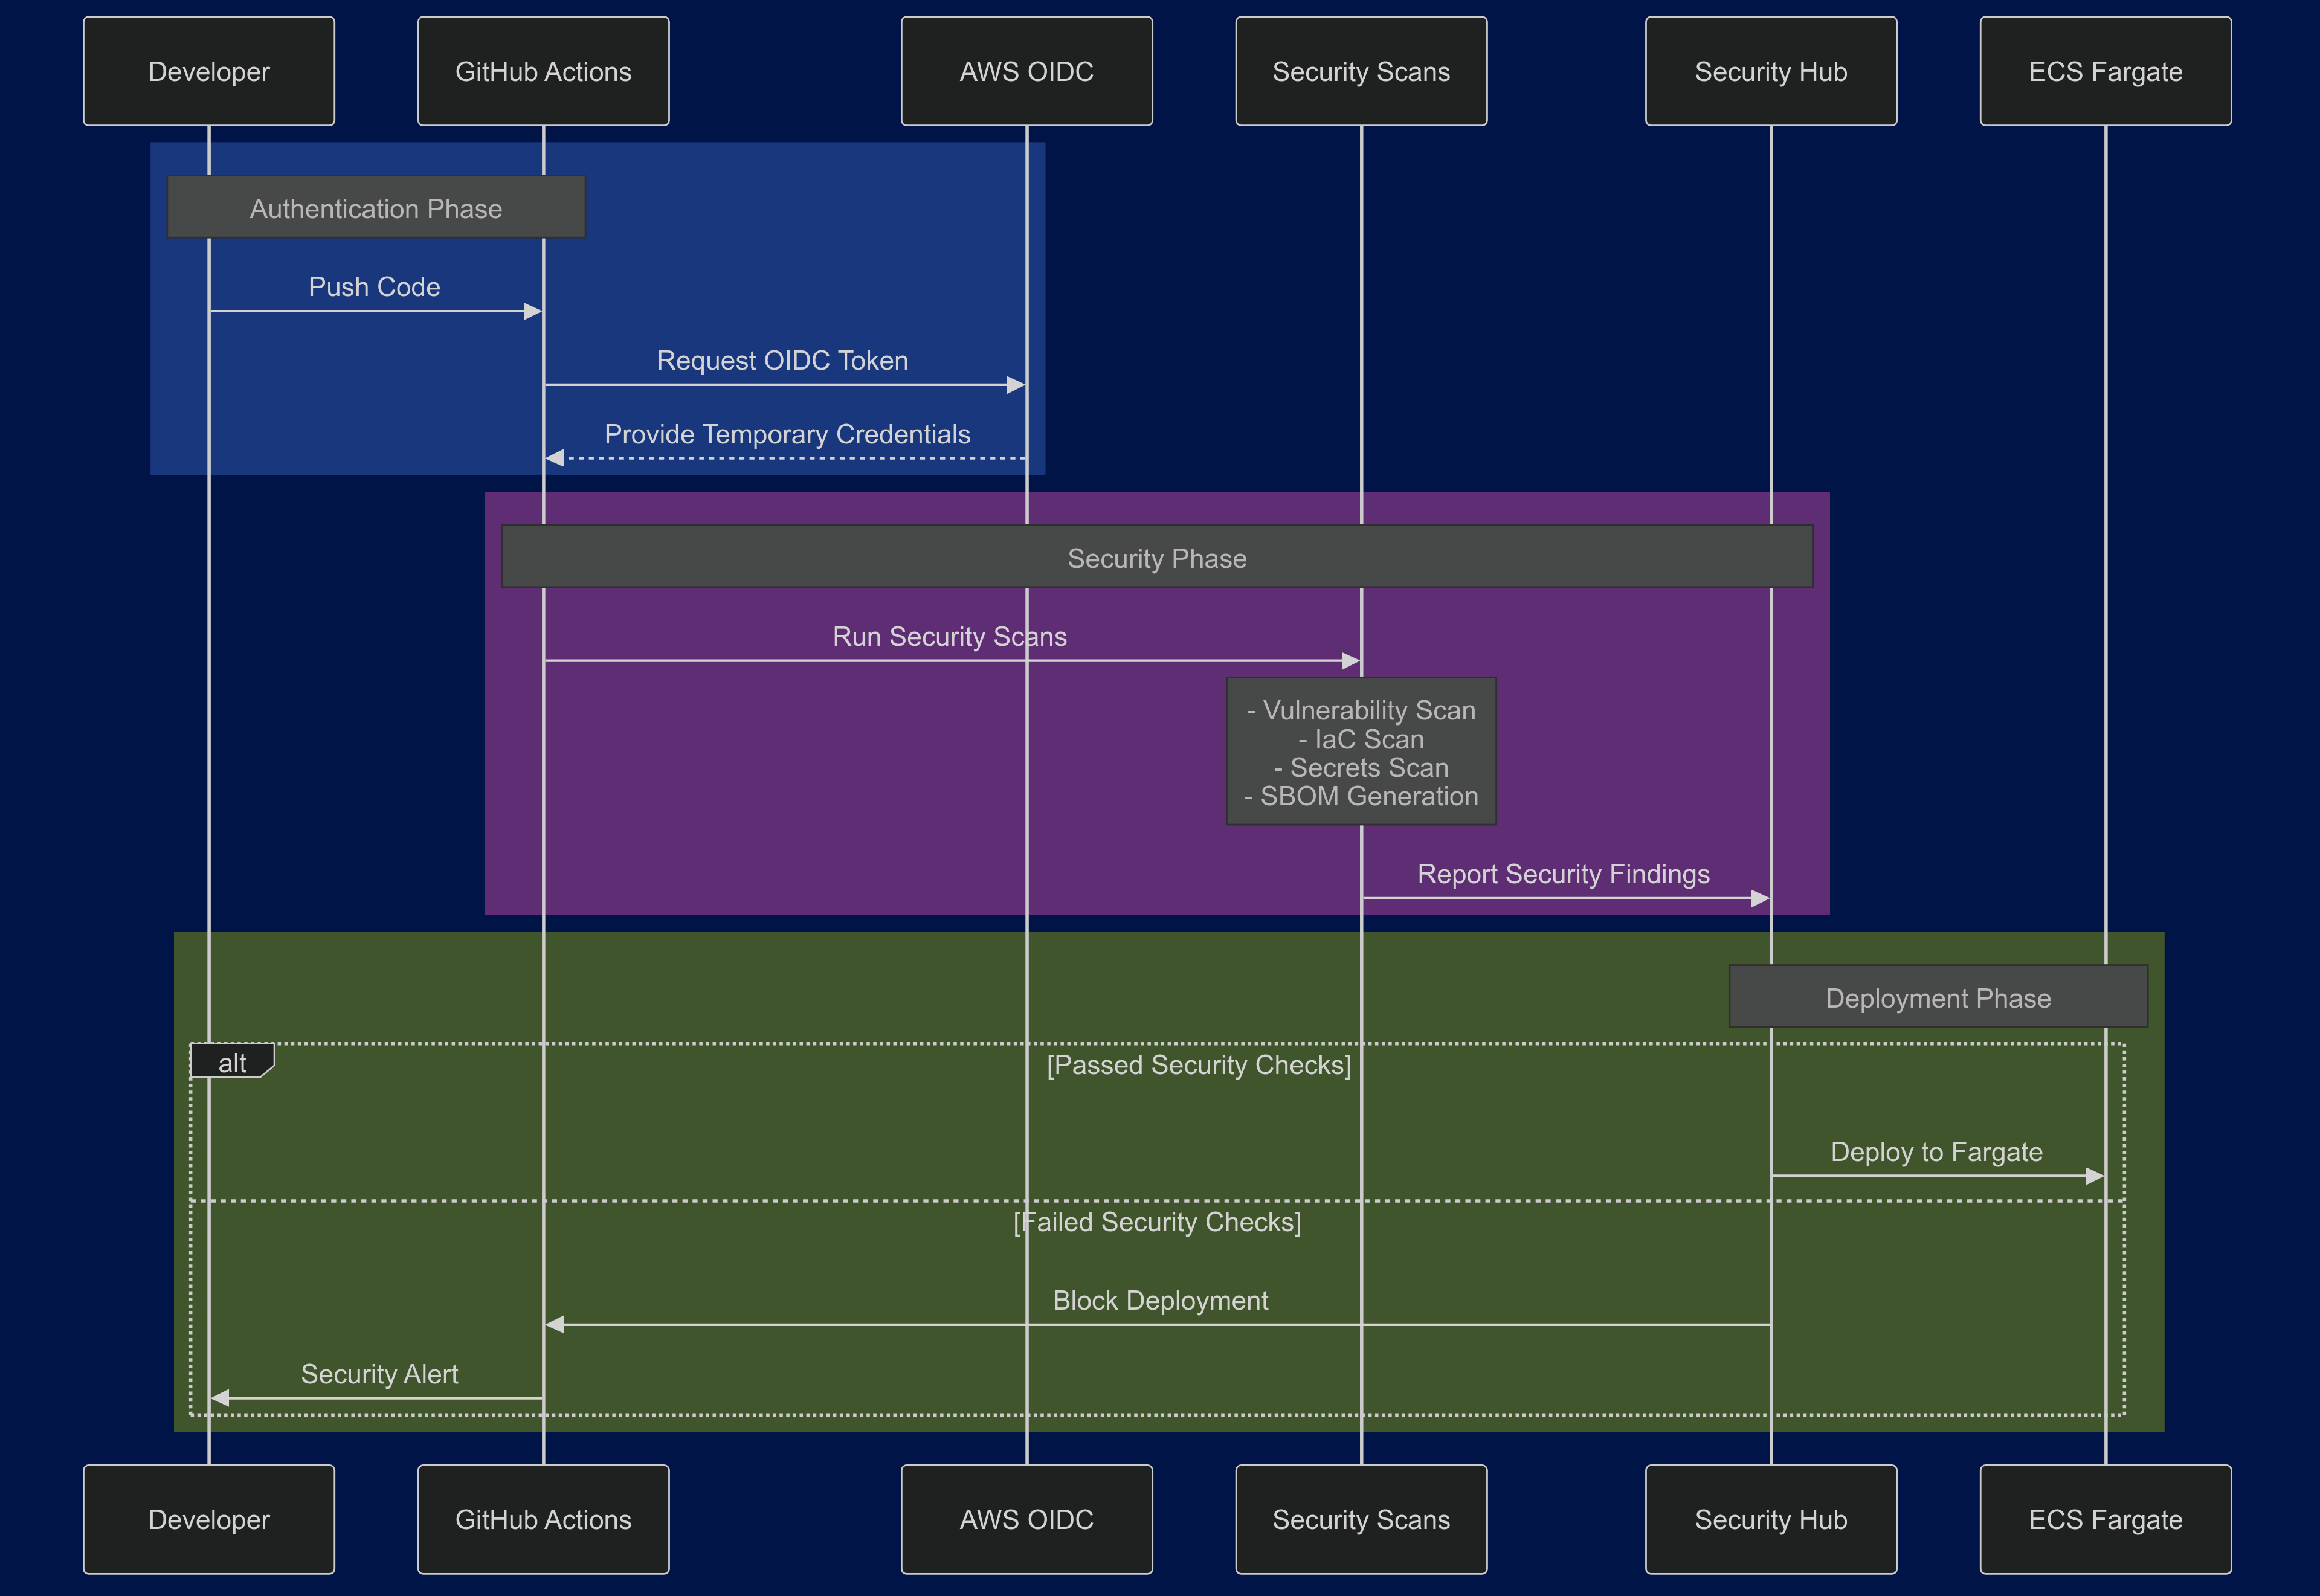 Developer
GitHub Actions
AWS OIDC
Security Scans
Security Hub
ECS Fargate
Authentication Phase
Push Code
Request OIDC Token
Provide Temporary Credentials
Security Phase
Run Security Scans
- Vulnerability Scan
- IaC Scan
- Secrets Scan
- SBOM Generation
Report Security Findings
Deployment Phase
alt
[Passed Security Checks]
Deploy to Fargate
[Failed Security Checks]
Block Deployment
Security Alert
Developer
GitHub Actions
AWS OIDC
Security Scans
Security Hub
ECS Fargate